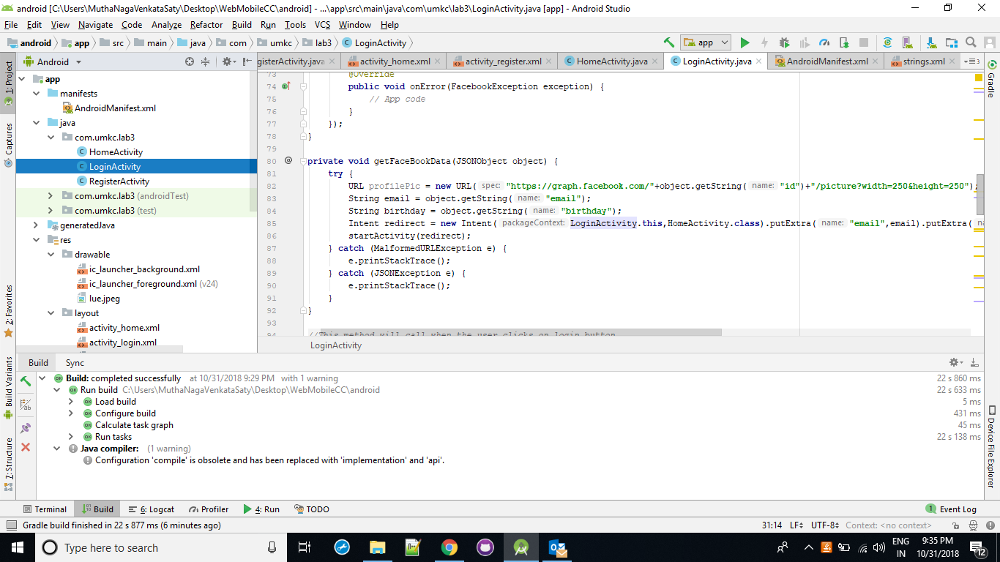 android [C:\Users\MuthaNagaVenkataSaty\Desktop\WebMobileCC\android] - ...\app\src\main\java\com\umkc\lab3\LoginActivity.java [app] - Android Studio
File Edit View Navigate Code Analyze Refactor Build Run Tools VCS Window Help
android app src main java com umkc lab3 LoginActivity
app
Android
gisterActivity.java activity_home.xml activity_register.xml HomeActivity.java LoginActivity.java AndroidManifest.xml strings.xml
1: Project
Captures
2: Favorites
Build Variants
7: Structure
app
manifests
AndroidManifest.xml
java
com.umkc.lab3
HomeActivity
LoginActivity
RegisterActivity
com.umkc.lab3 (androidTest)
com.umkc.lab3 (test)
generatedJava
res
drawable
ic_launcher_background.xml
ic_launcher_foreground.xml (v24)
lue.jpeg
layout
activity_home.xml
activity_login.xml
73 @Override
74 public void onError(FacebookException exception) {
75 // App code
76 }
77 });
78 }
79
80 @ private void getFaceBookData(JSONObject object) {
81 try {
82 URL profilePic = new URL( spec: "https://graph.facebook.com/"+object.getString( name: "id")+"/picture?width=250&height=250");
83 String email = object.getString( name: "email");
84 String birthday = object.getString( name: "birthday");
85 Intent redirect = new Intent( packageContext: LoginActivity.this,HomeActivity.class).putExtra( name: "email",email).putExtra(
86 startActivity(redirect);
87 } catch (MalformedURLException e) {
88 e.printStackTrace();
89 } catch (JSONException e) {
90 e.printStackTrace();
91 }
92 }
93
94 //This method will call when the user clicks on login button
LoginActivity
Gradle
Device File Explorer
Build Sync
Build: completed successfully at 10/31/2018 9:29 PM with 1 warning 22 s 860 ms
Run build C:\Users\MuthaNagaVenkataSaty\Desktop\WebMobileCC\android 22 s 633 ms
Load build 5 ms
Configure build 431 ms
Calculate task graph 45 ms
Run tasks 22 s 138 ms
Java compiler: (1 warning)
Configuration 'compile' is obsolete and has been replaced with 'implementation' and 'api'.
Terminal Build 6: Logcat Profiler 4: Run TODO 1 Event Log
Gradle build finished in 22 s 877 ms (6 minutes ago) 31:14 LF UTF-8 Context: <no context>
Type here to search
ENG
IN
9:35 PM
10/31/2018
12